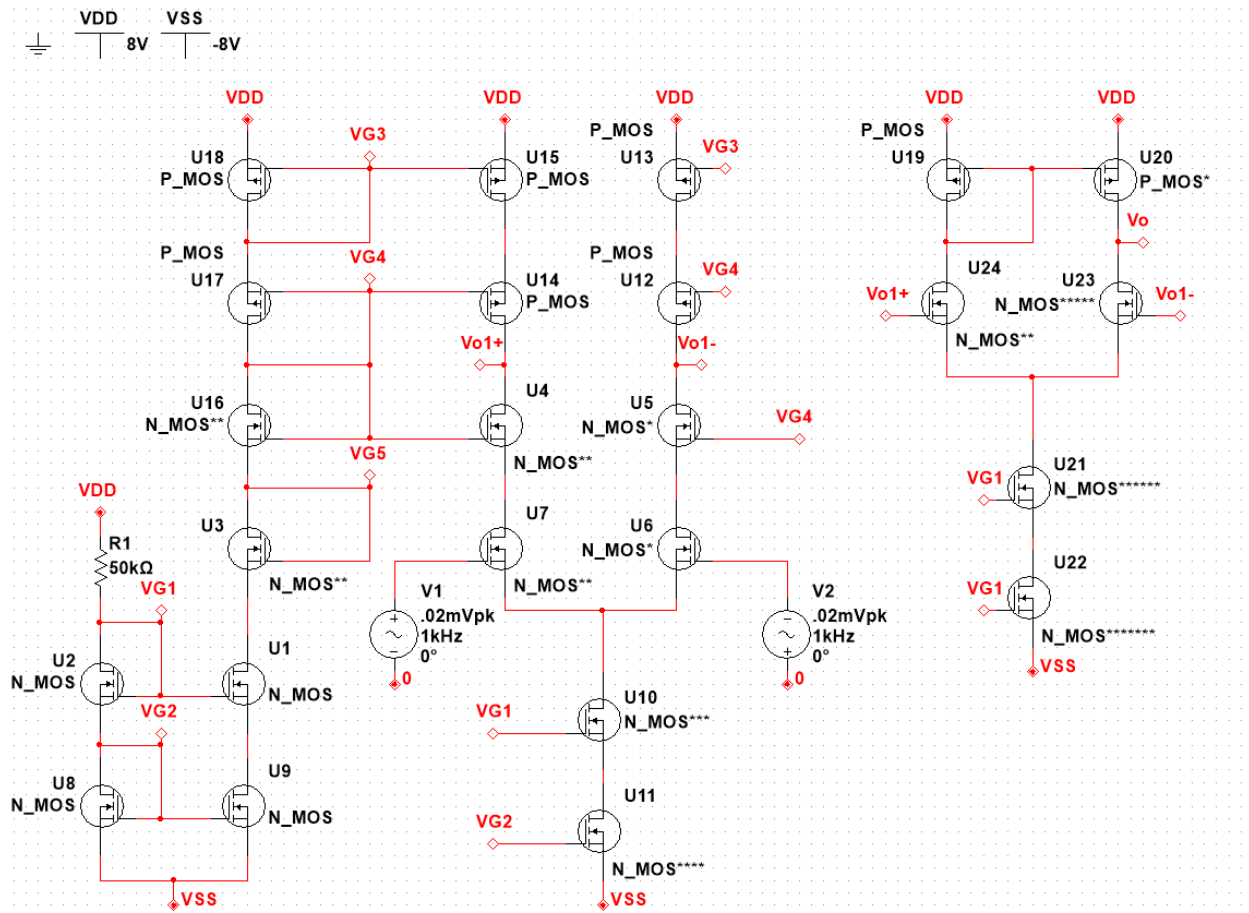 VDD
8V
VSS
-8V
VDD
VDD
VDD
VDD
VDD
VG3
P_MOS
P_MOS
U18
P_MOS
U15
P_MOS
U13
VG3
U19
U20
P_MOS*
Vo
P_MOS
U17
VG4
U14
P_MOS
P_MOS
U12
VG4
U24
N_MOS**
U23
N_MOS*****
Vo1+
Vo1-
Vo1+
Vo1-
U16
N_MOS**
U4
N_MOS**
U5
N_MOS*
VG4
VG5
VG1
U21
N_MOS******
VDD
R1
50kΩ
U3
N_MOS**
U7
N_MOS**
U6
N_MOS*
VG1
U22
N_MOS*******
VSS
VG1
V1
.02mVpk
1kHz
0°
0
V2
.02mVpk
1kHz
0°
0
U2
N_MOS
U1
N_MOS
VG2
VG1
U10
N_MOS***
U8
N_MOS
U9
N_MOS
VG2
U11
N_MOS****
VSS
VSS